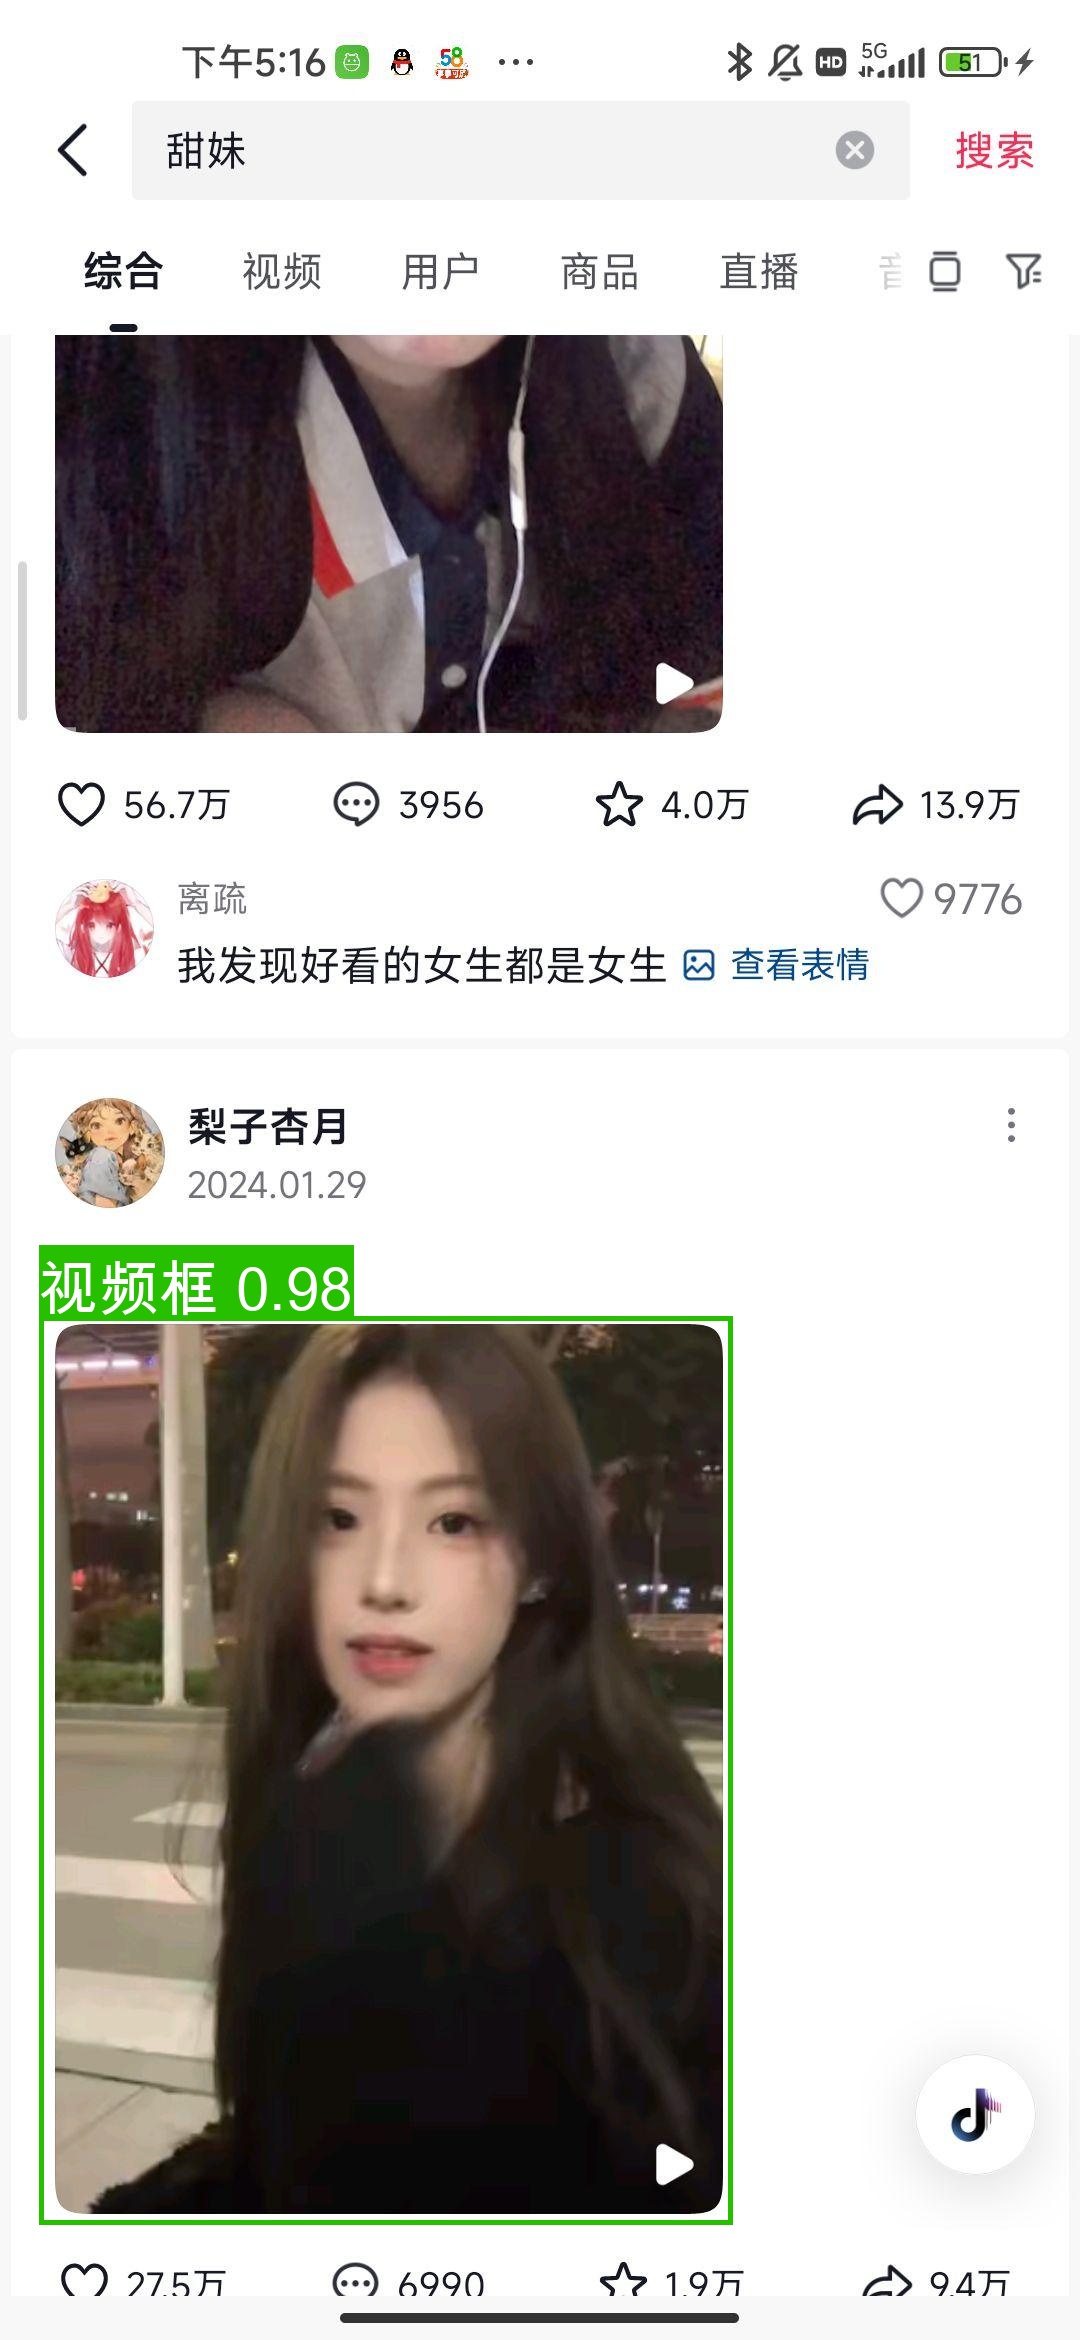 下午5:16 58 ... HD 5G 51
甜妹 搜索
综合 视频 用户 商品 直播
56.7万 3956 4.0万 13.9万
离疏 9776
我发现好看的女生都是女生 查看表情
梨子杏月
2024.01.29
视频框 0.98
27.5万 6990 1.9万 9.4万